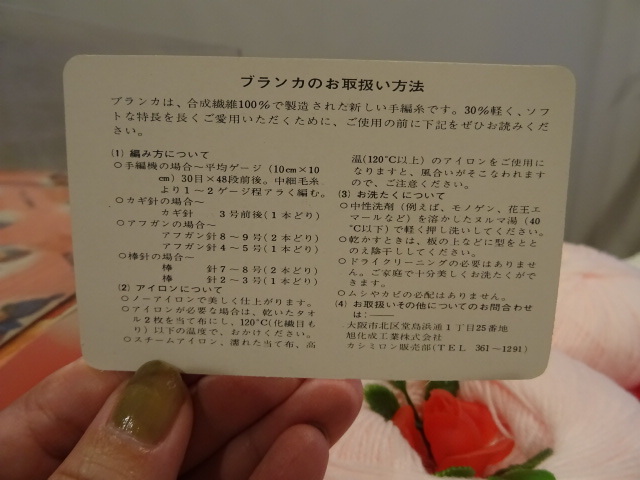 ブランカのお取扱い方法
ブランカは、合成繊維100%で製造された新しい手編糸です。30%軽く、ソフ
トな特長を長くご愛用いただくために、ご使用の前に下記をぜひお読みくだ
さい。
(1) 編み方について
○手編機の場合〜平均ゲージ(10cm×10
cm)30目×48段前後。中細毛糸
より1〜2ゲージ程アラく編む。
○カギ針の場合〜
カギ針 3号前後(1本どり)
○アフガンの場合〜
アフガン針8〜9号(2本どり)
アフガン針4〜5号(1本どり)
○棒針の場合〜
棒 針7〜8号(2本どり)
棒 針2〜3号(1本どり)
(2) アイロンについて
○ノーアイロンで美しく仕上がります。
○アイロンが必要な場合は、乾いたタオ
ル2枚を当て布にし、120°C(化繊目も
り)以下の温度で、おかけください。
○スチームアイロン、濡れた当て布、高
温(120°C以上)のアイロンをご使用に
なりますと、風合いがそこなわれます
ので、ご注意ください。
(3) お洗たくについて
○中性洗剤(例えば、モノゲン、花王エ
マールなど)を溶かしたヌルマ湯(40
°C以下)で軽く押し洗いしてください。
○乾かすときは、板の上などに型をとと
のえ陰干ししてください。
○ドライクリーニングの必要はありませ
ん。ご家庭で十分美しくお洗たくができ
きます。
○ムシやカビの心配はありません。
(4) お取扱いその他についてのお問合わせ
は:――
大阪市北区堂島浜通1丁目25番地
旭化成工業株式会社
カシミロン販売部(TEL 361〜1291)